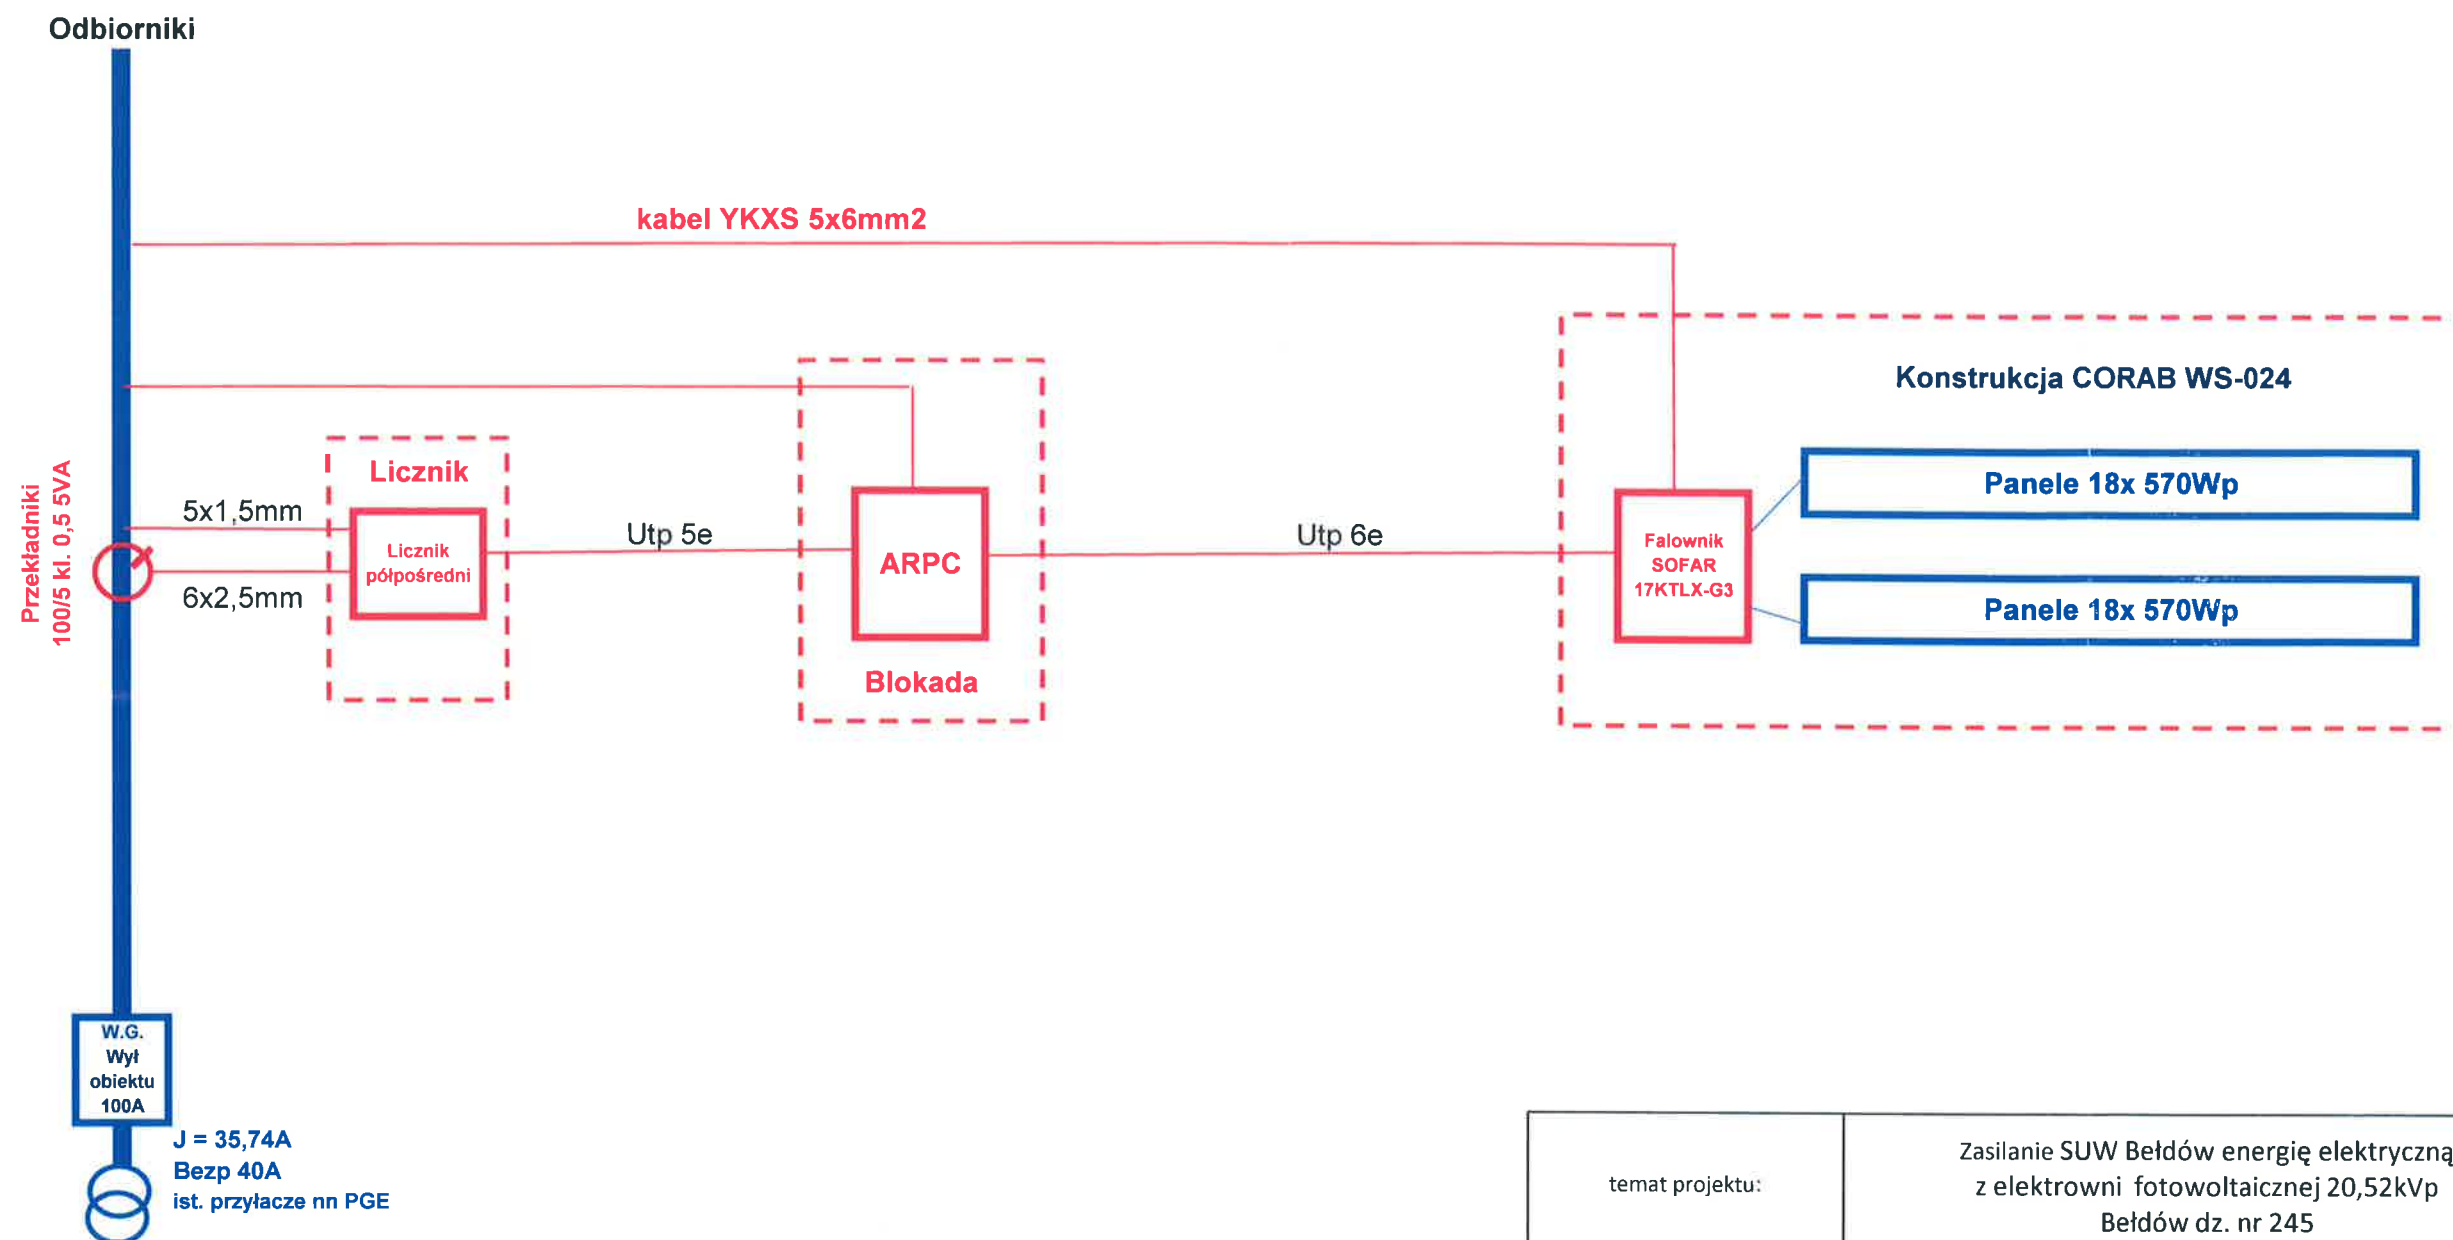 Odbiorniki
kabel YKXS 5x6mm2
Konstrukcja CORAB WS-024
Przekładniki
100/5 kl. 0,5 5VA
5x1,5mm
6x2,5mm
Licznik
Licznik
półpośredni
Utp 5e
ARPC
Blokada
Utp 6e
Falownik
SOFAR
17KTLX-G3
Panele 18x 570Wp
Panele 18x 570Wp
W.G.
Wył
obiektu
100A
J = 35,74A
Bezp 40A
ist. przyłacze nn PGE
temat projektu:
Zasilanie SUW Bełdów energię elektryczną
z elektrowni fotowoltaicznej 20,52kVp
Bełdów dz. nr 245